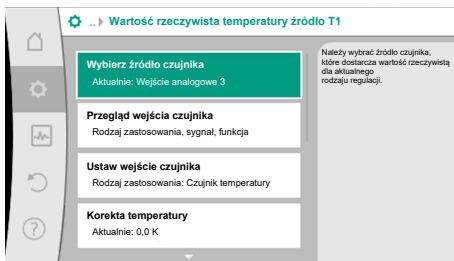 ..▸ Wartość rzeczywista temperatury źródło T1
Wybierz źródło czujnika
Aktualnie: Wejście analogowe 3
Przegląd wejścia czujnika
Rodzaj zastosowania, sygnał, funkcja
Ustaw wejście czujnika
Rodzaj zastosowania: Czujnik temperatury
Korekta temperatury
Aktualnie: 0,0 K
Należy wybrać źródło czujnika,
które dostarcza wartość rzeczywistą
dla aktualnego
rodzaju regulacji.